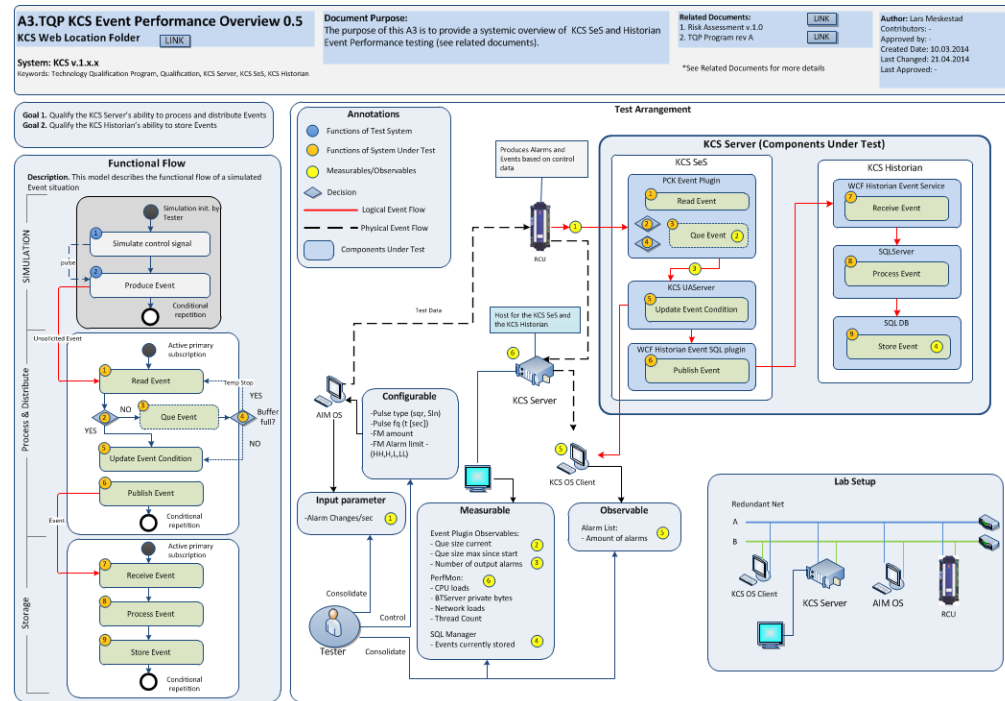 A3.TQP KCS Event Performance Overview 0.5
KCS Web Location Folder
LINK
System: KCS v.1.x.x
Keywords: Technology Qualification Program, Qualification, KCS Server, KCS SeS, KCS Historian
Document Purpose:
The purpose of this A3 is to provide a systemic overview of KCS SeS and Historian
Event Performance testing (see related documents).
Related Documents:
1. Risk Assessment v.1.0
2. TQP Program rev A
LINK
LINK
*See Related Documents for more details
Author: Lars Meskestad
Contributors: -
Approved by: -
Created Date: 10.03.2014
Last Changed: 21.04.2014
Last Approved: -
Goal 1. Qualify the KCS Server's ability to process and distribute Events
Goal 2. Qualify the KCS Historian's ability to store Events
Functional Flow
Description. This model describes the functional flow of a simulated
Event situation
SIMULATION
Simulation init. by
Tester
1
Simulate control signal
pulse
2
Produce Event
Conditional
repetition
Unsolicited Event
Process & Distribute
Active primary
subscription
1
Read Event
Temp Stop
YES
2
NO
3
Que Event
4
Buffer
full?
YES
NO
5
Update Event Condition
6
Publish Event
Event
Conditional
repetition
Storage
Active primary
subscription
7
Receive Event
8
Process Event
9
Store Event
Conditional
repetition
Test Arrangement
Annotations
Functions of Test System
Functions of System Under Test
Measurables/Observables
Decision
Logical Event Flow
Physical Event Flow
Components Under Test
Produces Alarms and
Events based on control
data
RCU
1
Test Data
Host for the KCS SeS and
the KCS Historian
6
KCS Server
AIM OS
Configurable
-Pulse type (sqr, Sin)
-Pulse fq (t [sec])
-FM amount
-FM Alarm limit -
(HH,H,L,LL)
Input parameter
-Alarm Changes/sec
1
Measurable
Event Plugin Observables:
- Que size current
2
- Que size max since start
- Number of output alarms
3
PerfMon:
6
- CPU loads
- BTServer private bytes
- Network loads
- Thread Count
SQL Manager
- Events currently stored
4
5
KCS OS Client
Observable
Alarm List:
- Amount of alarms
5
Consolidate
Control
Consolidate
Tester
KCS Server (Components Under Test)
KCS SeS
PCK Event Plugin
1
Read Event
2
3
Que Event
2
4
3
KCS UAServer
5
Update Event Condition
WCF Historian Event SQL plugin
6
Publish Event
KCS Historian
WCF Historian Event Service
7
Receive Event
SQLServer
8
Process Event
SQL DB
9
Store Event
4
Lab Setup
Redundant Net
A
B
KCS OS Client
KCS Server
AIM OS
RCU